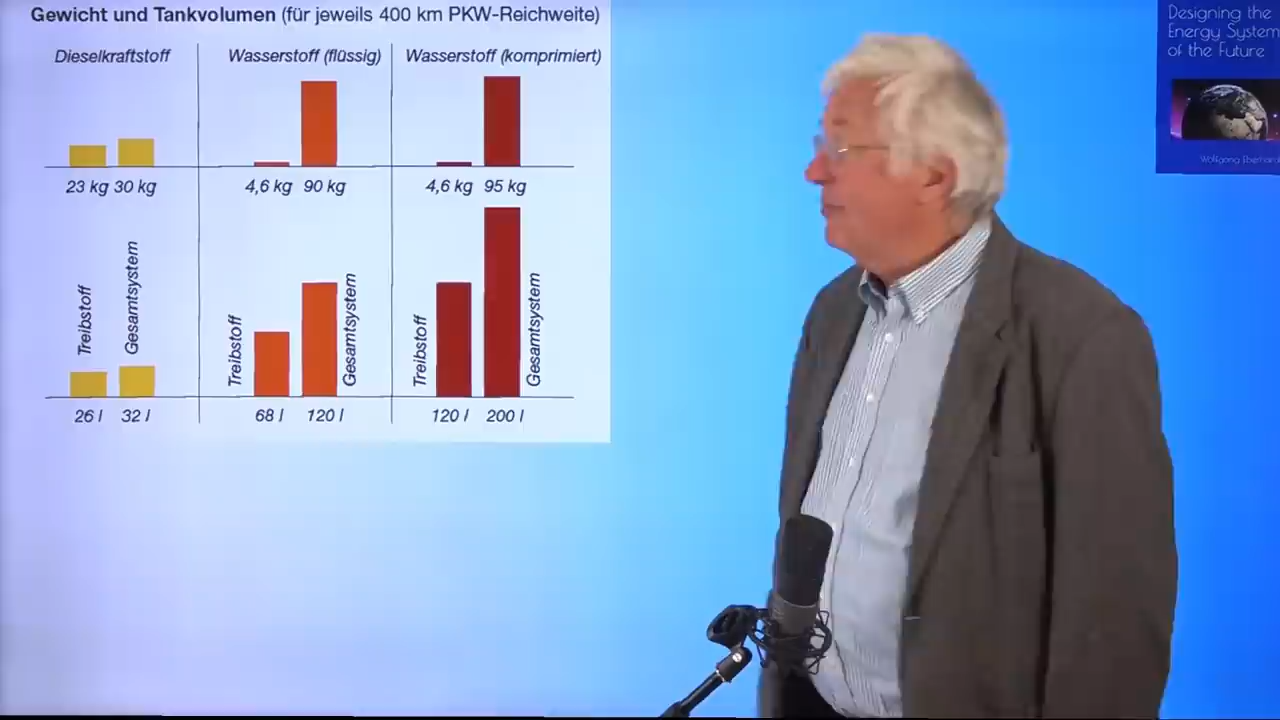 Gewicht und Tankvolumen (für jeweils 400 km PKW-Reichweite)
Dieselkraftstoff
Wasserstoff (flüssig)
Wasserstoff (komprimiert)
23 kg 30 kg
4,6 kg 90 kg
4,6 kg 95 kg
Treibstoff
Gesamtsystem
Treibstoff
Gesamtsystem
Treibstoff
Gesamtsystem
26 l 32 l
68 l 120 l
120 l 200 l
Designing the
Energy System
of the Future
Wolfgang